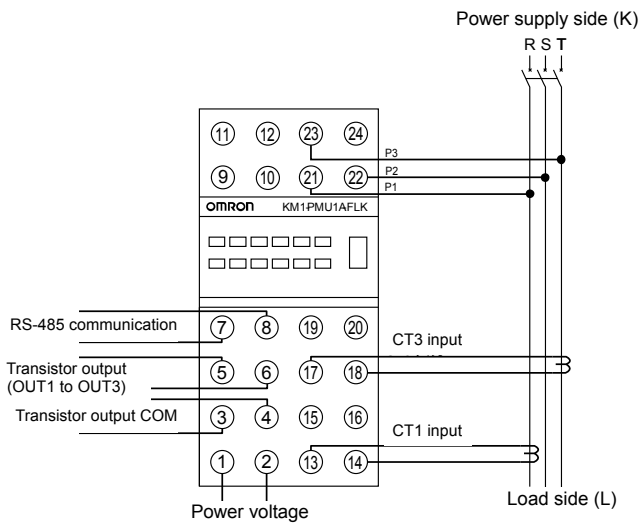 Power supply side (K)
R S T
11 12 23 24
P3
9 10 21 22
P2
P1
OMRON KM1-PMU1AFLK
RS-485 communication
7 8 19 20
CT3 input
Transistor output
(OUT1 to OUT3)
5 6 17 18
Transistor output COM
3 4 15 16
CT1 input
1 2 13 14
Power voltage
Load side (L)